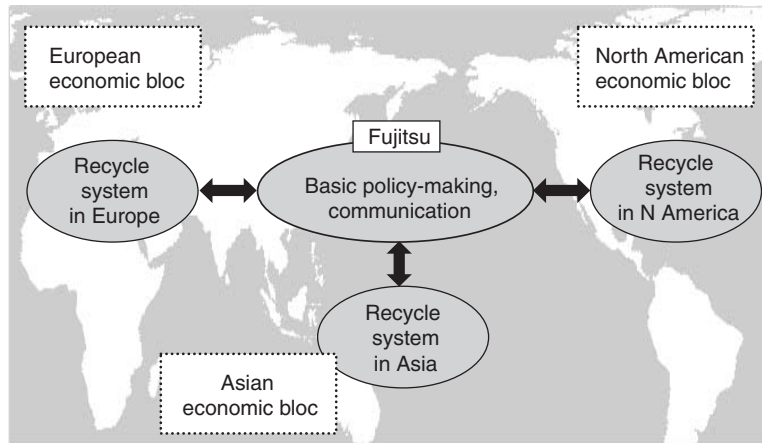 European
economic bloc
North American
economic bloc
Fujitsu
Recycle
system
in Europe
Basic policy-making,
communication
Recycle
system
in N America
Recycle
system
in Asia
Asian
economic bloc